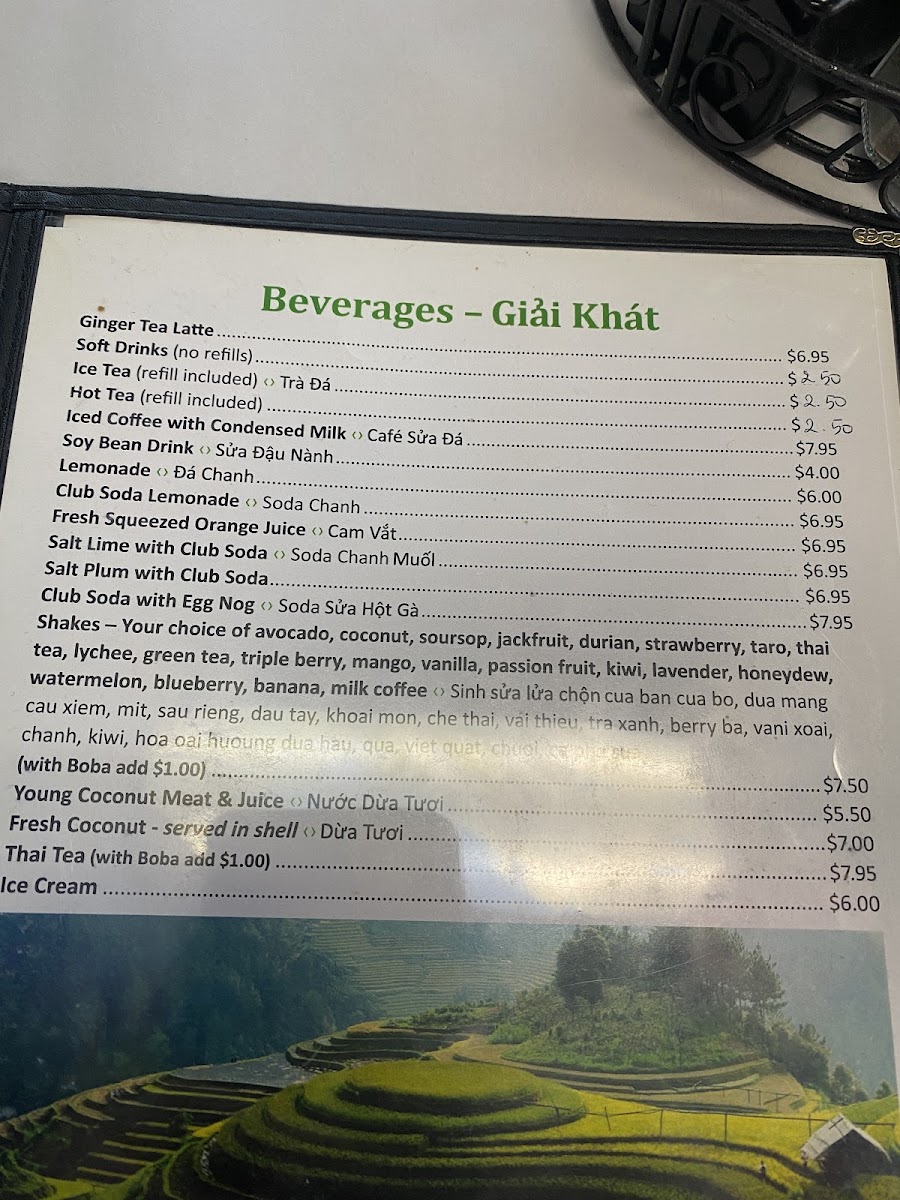 Beverages – Giải Khát
Ginger Tea Latte ........ $6.95
Soft Drinks (no refills) ........ $2.50
Ice Tea (refill included) ‹› Trà Đá ........ $2.50
Hot Tea (refill included) ........ $2.50
Iced Coffee with Condensed Milk ‹› Café Sửa Đá ........ $7.95
Soy Bean Drink ‹› Sửa Đậu Nành ........ $4.00
Lemonade ‹› Đá Chanh ........ $6.00
Club Soda Lemonade ‹› Soda Chanh ........ $6.95
Fresh Squeezed Orange Juice ‹› Cam Vắt ........ $6.95
Salt Lime with Club Soda ‹› Soda Chanh Muối ........ $6.95
Salt Plum with Club Soda ........ $6.95
Club Soda with Egg Nog ‹› Soda Sửa Hột Gà ........ $7.95
Shakes – Your choice of avocado, coconut, soursop, jackfruit, durian, strawberry, taro, thai
tea, lychee, green tea, triple berry, mango, vanilla, passion fruit, kiwi, lavender, honeydew,
watermelon, blueberry, banana, milk coffee ‹› Sinh sửa lửa chộn cua ban cua bo, dua mang
cau xiem, mit, sau rieng, dau tay, khoai mon, che thai, vai thieu, tra xanh, berry ba, vani xoai,
chanh, kiwi, hoa oai huoung dua hau, qua, viet quat, chuoi
(with Boba add $1.00) ........ $7.50
Young Coconut Meat & Juice ‹› Nước Dừa Tươi ........ $5.50
Fresh Coconut - served in shell ‹› Dừa Tươi ........ $7.00
Thai Tea (with Boba add $1.00) ........ $7.95
Ice Cream ........ $6.00